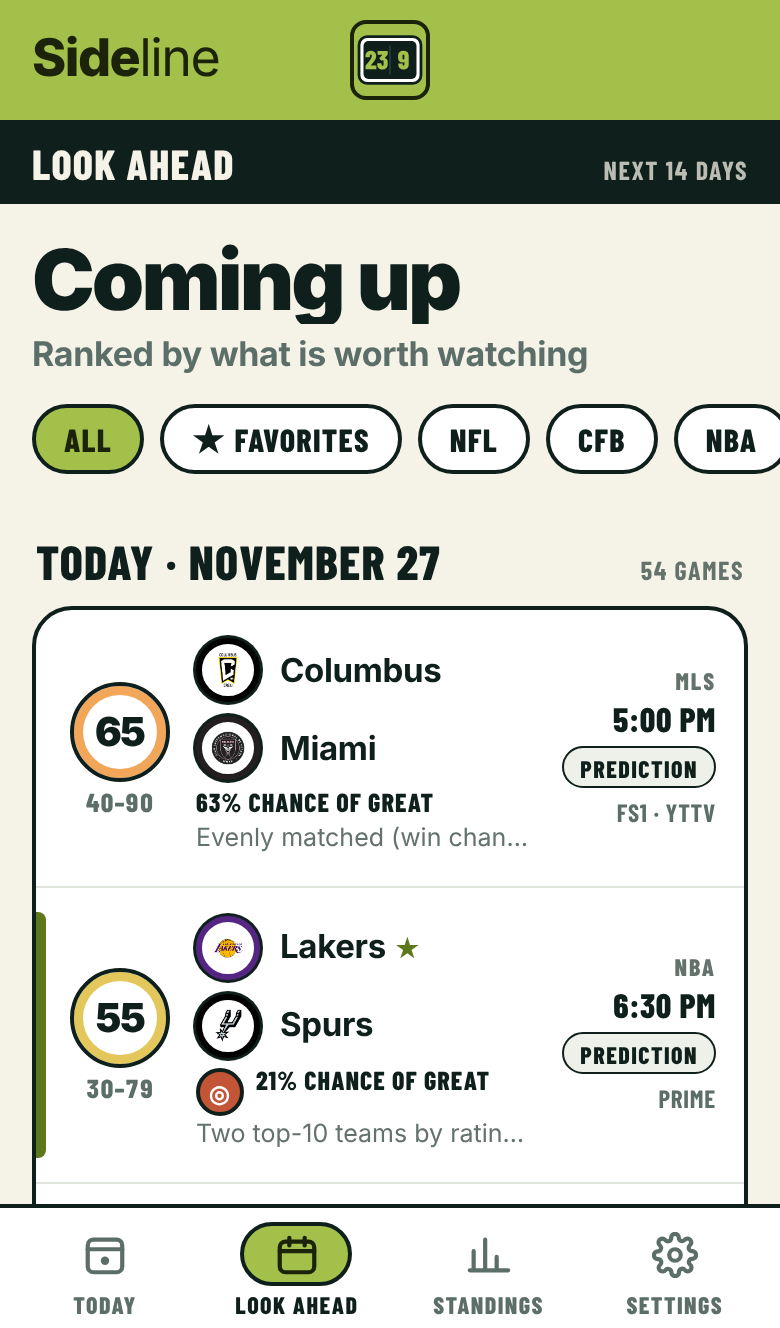 Sideline
23 9
LOOK AHEAD
NEXT 14 DAYS
Coming up
Ranked by what is worth watching
ALL
★ FAVORITES
NFL
CFB
NBA
TODAY · NOVEMBER 27
54 GAMES
65
40–90
Columbus
Miami
63% CHANCE OF GREAT
Evenly matched (win chan...
MLS
5:00 PM
PREDICTION
FS1 · YTTV
55
30–79
Lakers ★
Spurs
21% CHANCE OF GREAT
Two top-10 teams by ratin...
NBA
6:30 PM
PREDICTION
PRIME
TODAY
LOOK AHEAD
STANDINGS
SETTINGS